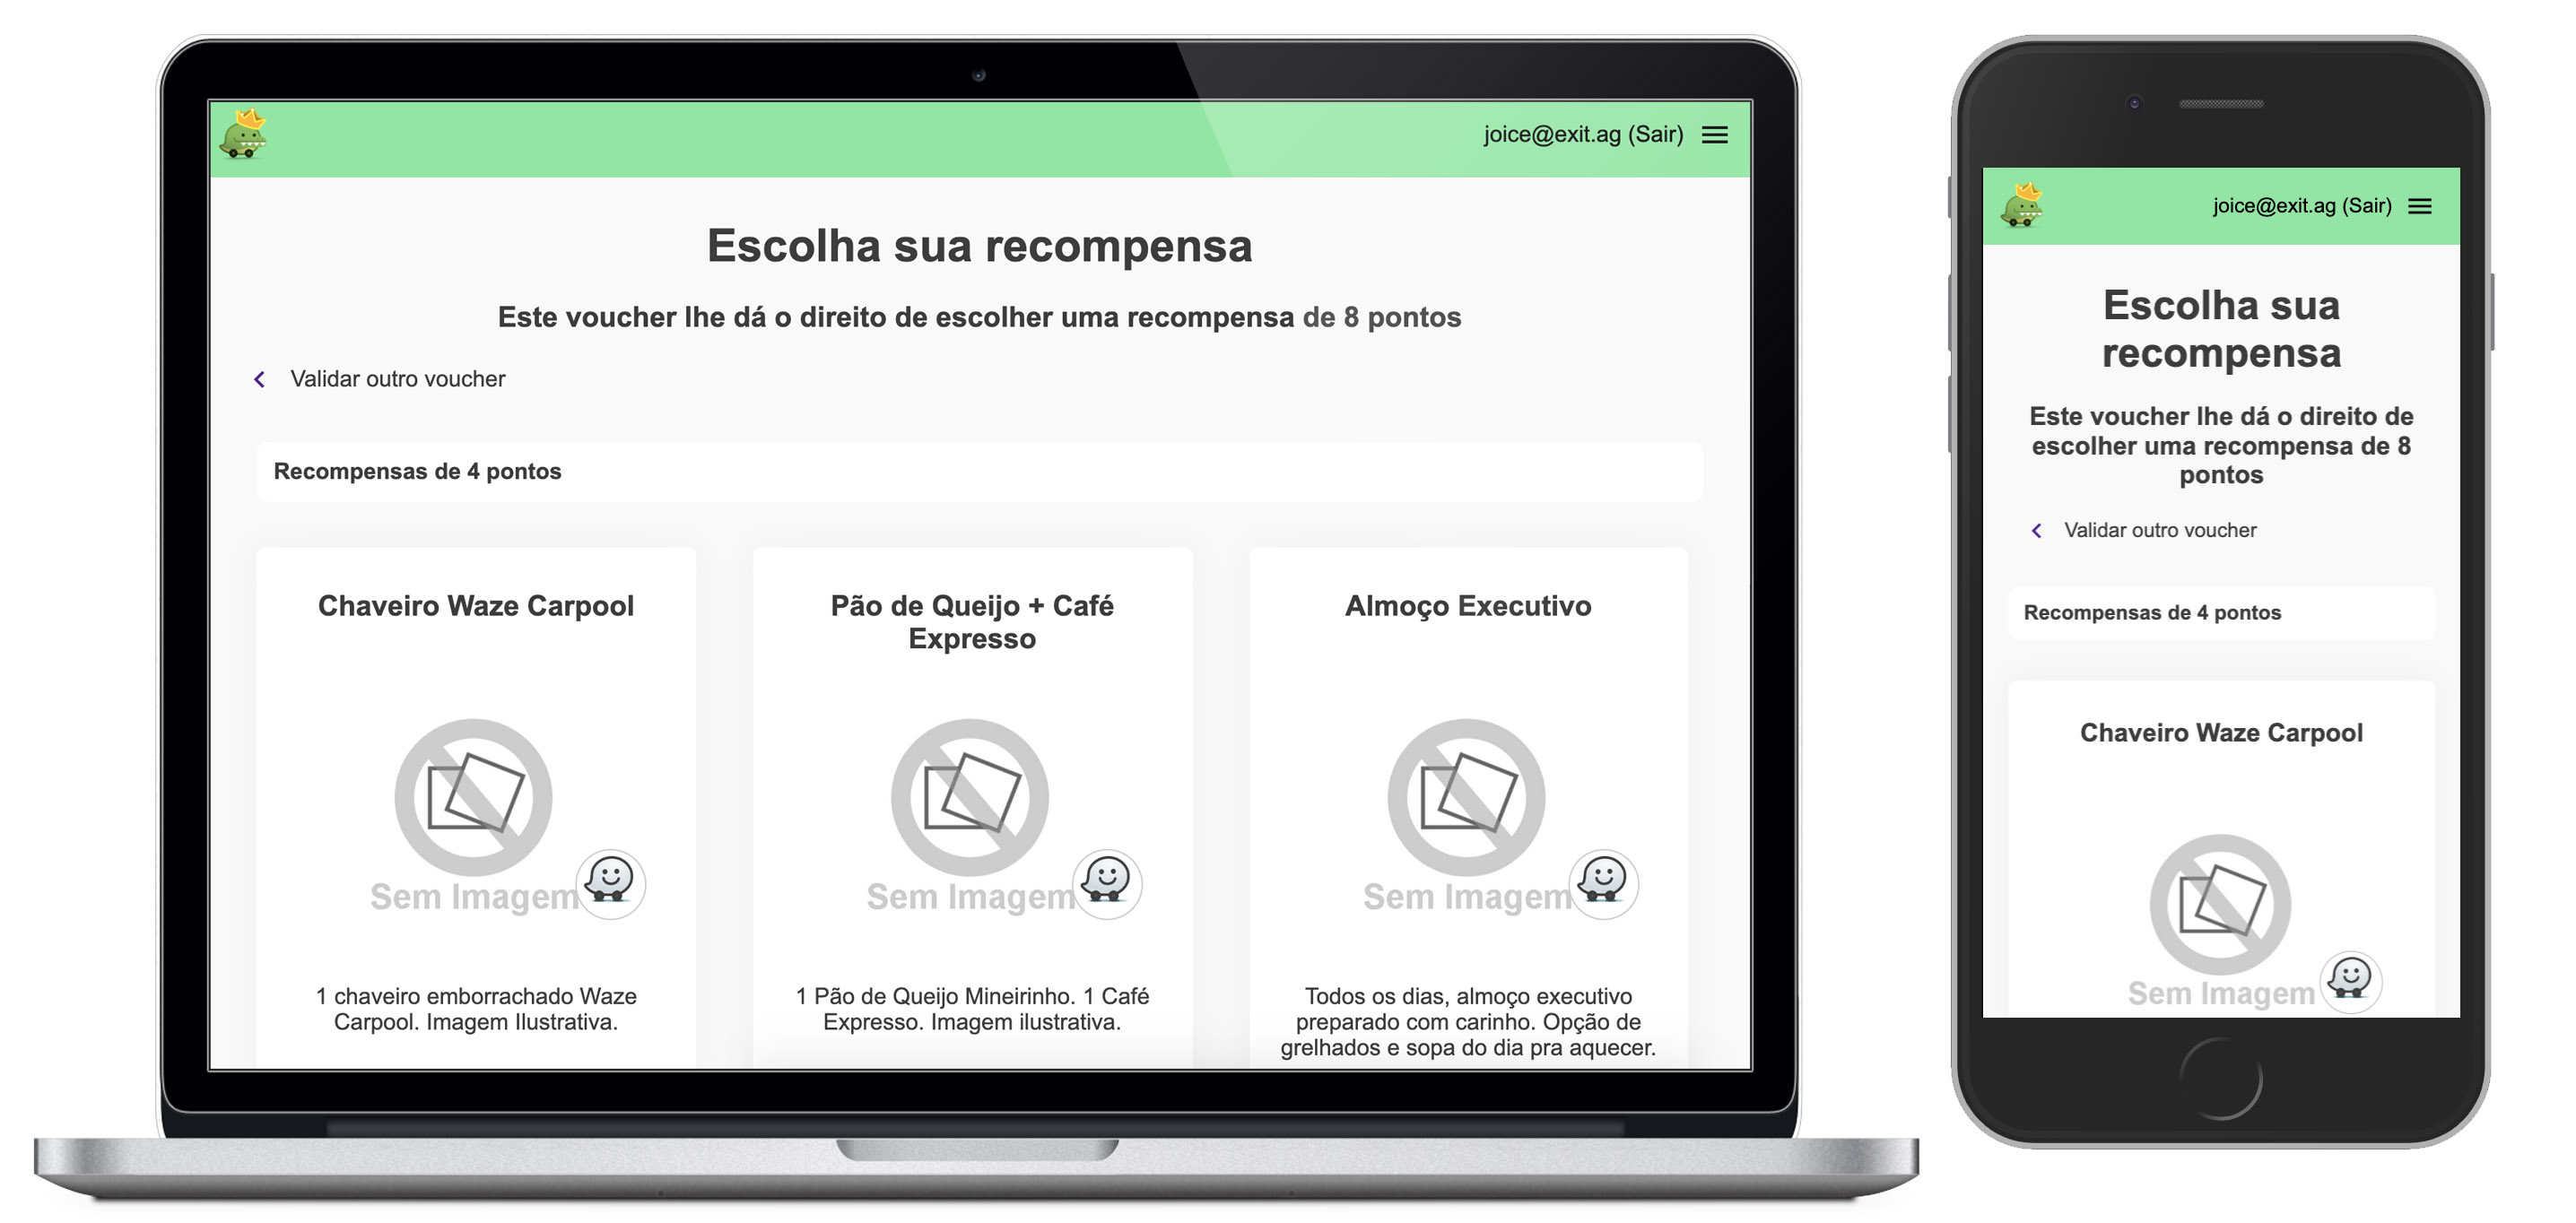 joice@exit.ag (Sair)
Escolha sua recompensa
Este voucher lhe dá o direito de escolher uma recompensa de 8 pontos
Validar outro voucher
Recompensas de 4 pontos
Chaveiro Waze Carpool
Sem Imagem
1 chaveiro emborrachado Waze
Carpool. Imagem Ilustrativa.
Pão de Queijo + Café
Expresso
Sem Imagem
1 Pão de Queijo Mineirinho. 1 Café
Expresso. Imagem ilustrativa.
Almoço Executivo
Sem Imagem
Todos os dias, almoço executivo
preparado com carinho. Opção de
grelhados e sopa do dia pra aquecer.
joice@exit.ag (Sair)
Escolha sua
recompensa
Este voucher lhe dá o direito de
escolher uma recompensa de 8
pontos
Validar outro voucher
Recompensas de 4 pontos
Chaveiro Waze Carpool
Sem Imagem